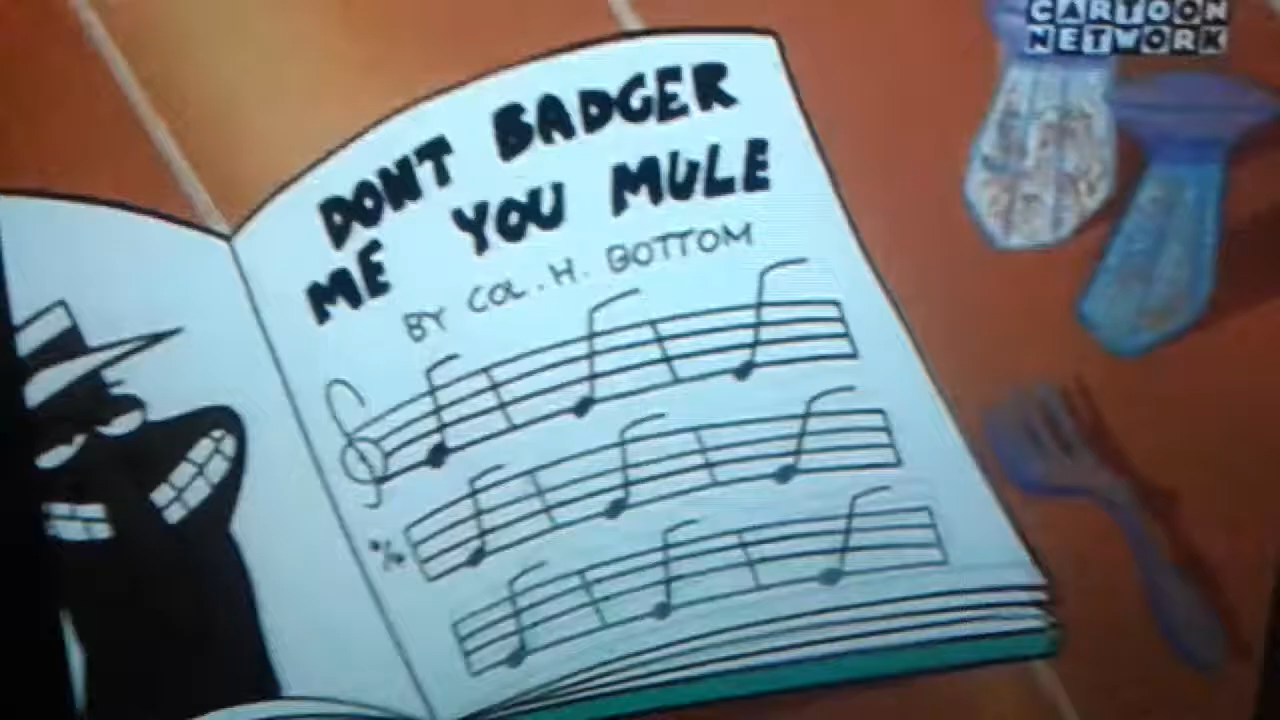 CARTOON
NETWORK
DONT BADGER
ME YOU MULE
BY COL. H. BOTTOM